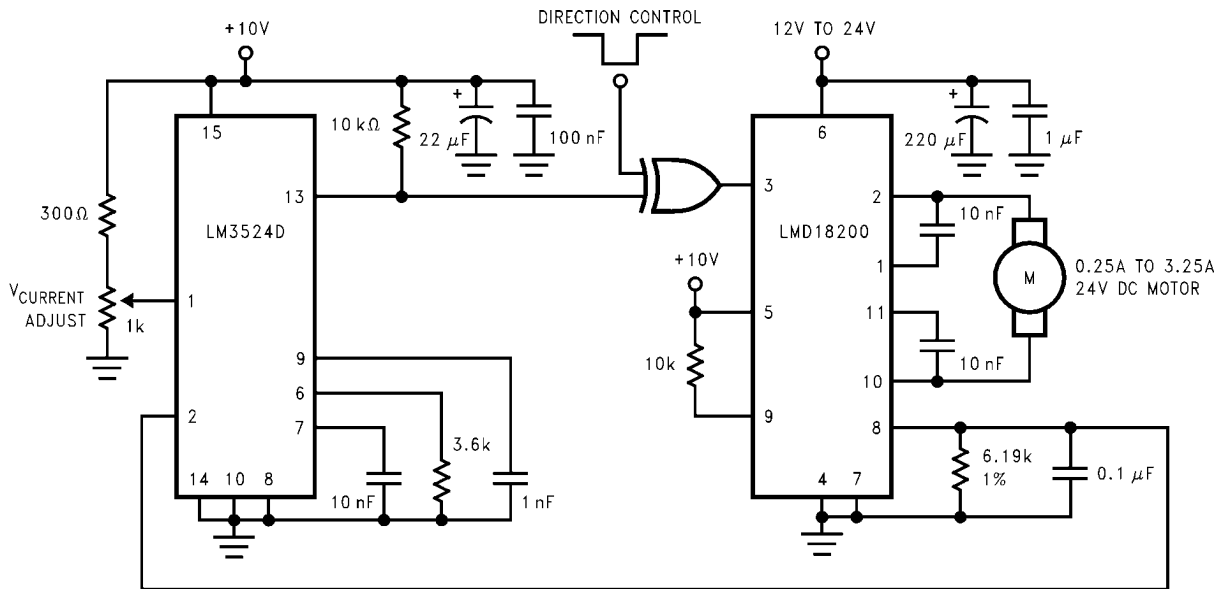 DIRECTION CONTROL
+10V
12V TO 24V
15
10 kΩ
+
22 µF
100 nF
6
+
220 µF
1 µF
13
3
2
10 nF
300Ω
LM3524D
LMD18200
1
M
0.25A TO 3.25A
24V DC MOTOR
+10V
VCURRENT
ADJUST
1k
1
5
11
10k
10 nF
9
10
6
2
7
3.6k
9
8
6.19k
1%
0.1 µF
14
10
8
10 nF
1 nF
4
7